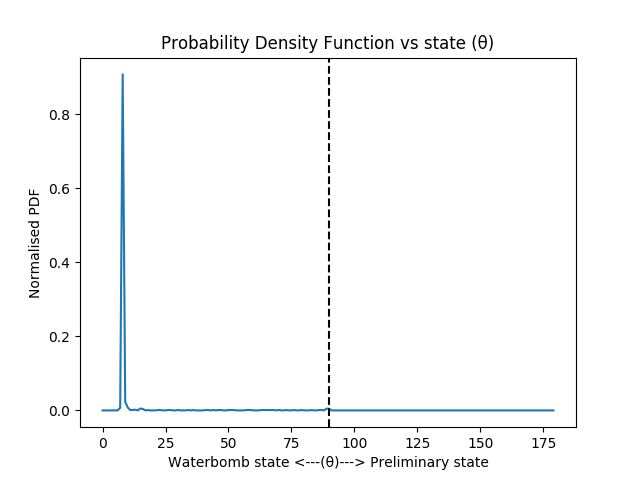 Probability Density Function vs state (θ)
Normalised PDF
0.8
0.6
0.4
0.2
0.0
0 25 50 75 100 125 150 175
Waterbomb state <---(θ)---> Preliminary state